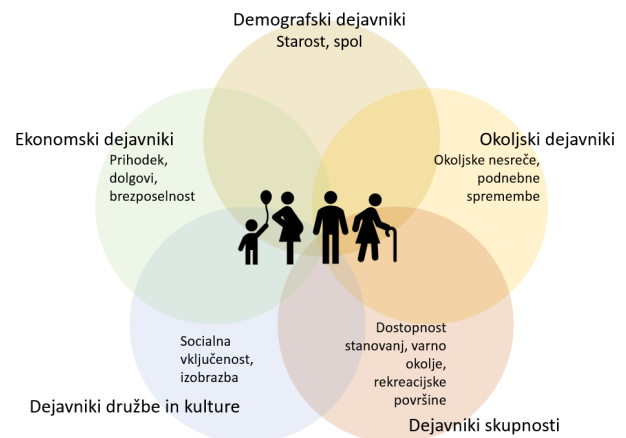 Demografski dejavniki
Starost, spol
Ekonomski dejavniki
Prihodek,
dolgovi,
brezposelnost
Okoljski dejavniki
Okoljske nesreče,
podnebne
spremembe
Socialna
vključenost,
izobrazba
Dejavniki družbe in kulture
Dostopnost
stanovanj, varno
okolje,
rekreacijske
površine
Dejavniki skupnosti